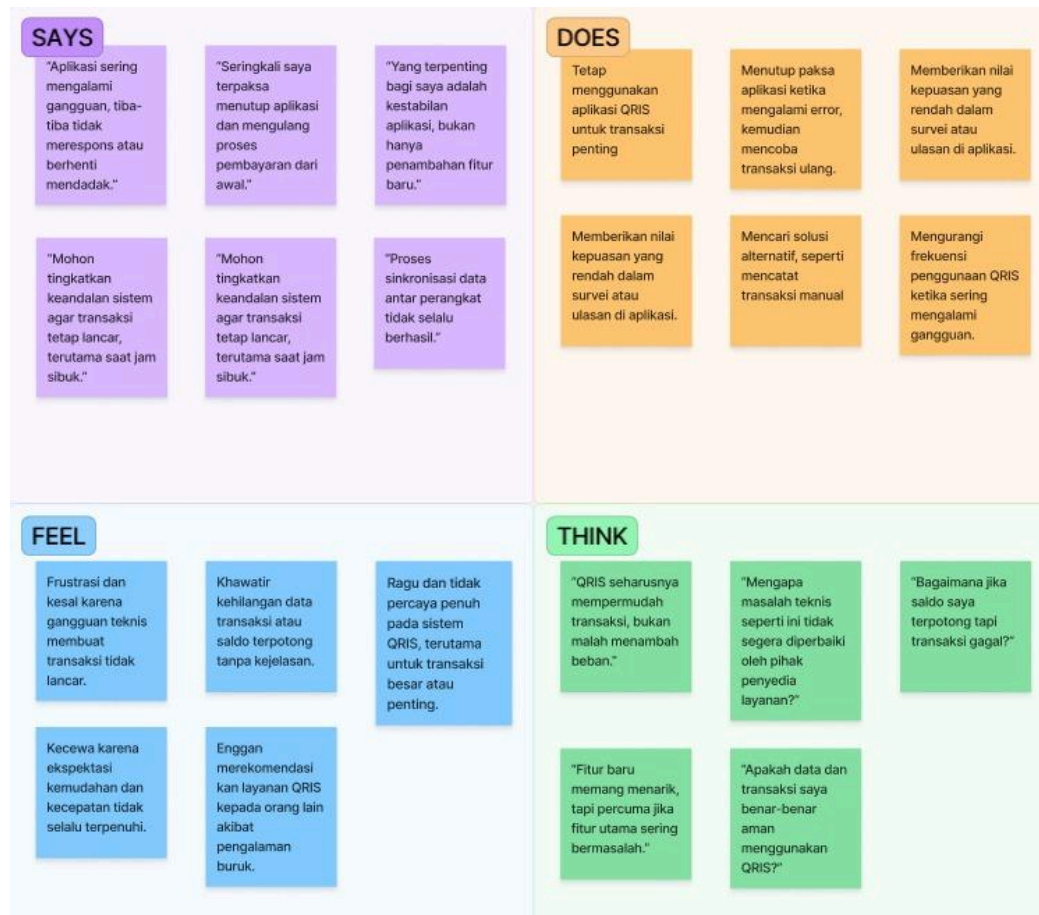 SAYS
"Aplikasi sering
mengalami
gangguan, tiba-
tiba tidak
merespons atau
berhenti
mendadak."
"Seringkali saya
terpaksa
menutup aplikasi
dan mengulang
proses
pembayaran dari
awal."
"Yang terpenting
bagi saya adalah
kestabilan
aplikasi, bukan
hanya
penambahan fitur
baru."
"Mohon
tingkatkan
keandalan sistem
agar transaksi
tetap lancar,
terutama saat jam
sibuk."
"Mohon
tingkatkan
keandalan sistem
agar transaksi
tetap lancar,
terutama saat jam
sibuk."
"Proses
sinkronisasi data
antar perangkat
tidak selalu
berhasil."
DOES
Tetap
menggunakan
aplikasi QRIS
untuk transaksi
penting
Menutup paksa
aplikasi ketika
mengalami error,
kemudian
mencoba
transaksi ulang.
Memberikan nilai
kepuasan yang
rendah dalam
survei atau
ulasan di aplikasi.
Memberikan nilai
kepuasan yang
rendah dalam
survei atau
ulasan di aplikasi.
Mencari solusi
alternatif, seperti
mencatat
transaksi manual
Mengurangi
frekuensi
penggunaan QRIS
ketika sering
mengalami
gangguan.
FEEL
Frustrasi dan
kesal karena
gangguan teknis
membuat
transaksi tidak
lancar.
Khawatir
kehilangan data
transaksi atau
saldo terpotong
tanpa kejelasan.
Ragu dan tidak
percaya penuh
pada sistem
QRIS, terutama
untuk transaksi
besar atau
penting.
Kecewa karena
ekspektasi
kemudahan dan
kecepatan tidak
selalu terpenuhi.
Enggan
merekomendasi
kan layanan QRIS
kepada orang lain
akibat
pengalaman
buruk.
THINK
"QRIS seharusnya
mempermudah
transaksi, bukan
malah menambah
beban."
"Mengapa
masalah teknis
seperti ini tidak
segera diperbaiki
oleh pihak
penyedia
layanan?"
"Bagaimana jika
saldo saya
terpotong tapi
transaksi gagal?"
"Fitur baru
memang menarik,
tapi percuma jika
fitur utama sering
bermasalah."
"Apakah data dan
transaksi saya
benar-benar
aman
menggunakan
QRIS?"